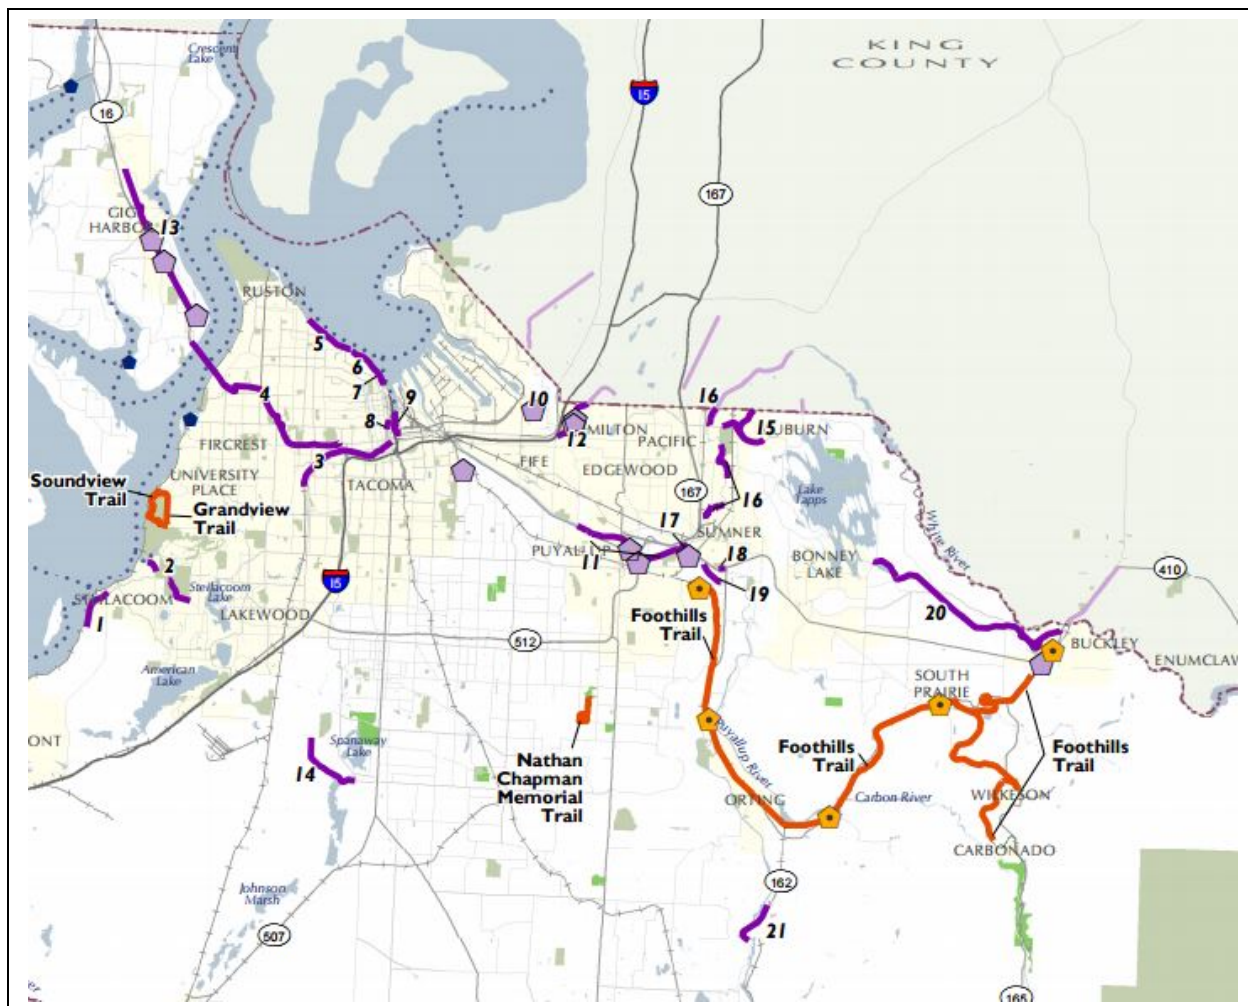 KING
COUNTY
Crescent
Lake
16
15
167
GIG
HARBOR
13
RUSTON
5
6
7
9
8
10
12
MILTON
PACIFIC
16
15
AUBURN
4
FIRCREST
3
FIFE
EDGEWOOD
UNIVERSITY
PLACE
TACOMA
Soundview
Trail
Grandview
Trail
167
16
Lake
Tapps
White River
17
SUMNER
PUYALLUP
11
18
19
BONNEY
LAKE
410
2
STEILACOOM
Steilacoom
Lake
LAKEWOOD
1
15
512
Foothills
Trail
20
BUCKLEY
ENUMCLAW
American
Lake
SOUTH
PRAIRIE
ONT
Spanaway
Lake
14
Nathan
Chapman
Memorial
Trail
Puyallup River
Foothills
Trail
Foothills
Trail
ORTING
Carbon River
WILKESON
CARBONADO
162
Johnson
Marsh
507
21
165